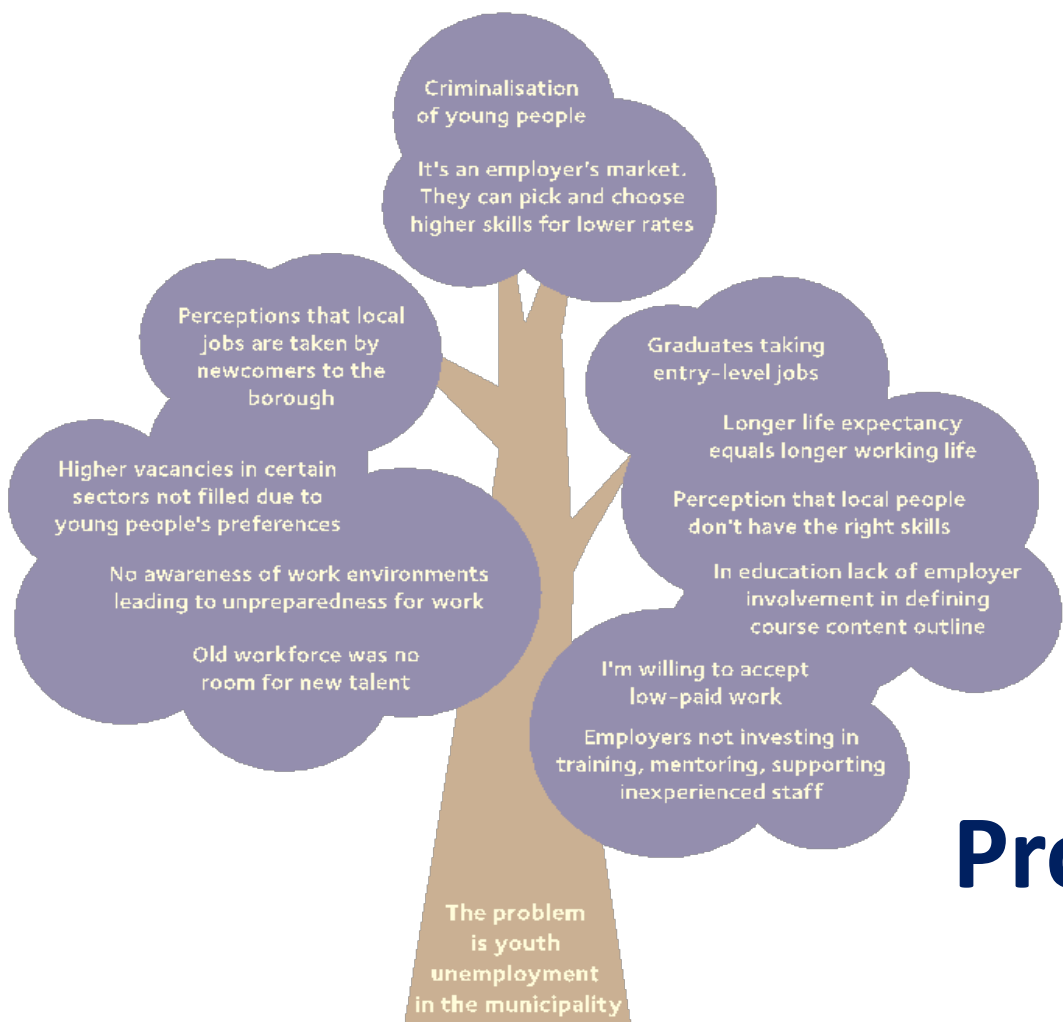 Criminalisation
of young people
It's an employer's market.
They can pick and choose
higher skills for lower rates
Perceptions that local
jobs are taken by
newcomers to the
borough
Higher vacancies in certain
sectors not filled due to
young people's preferences
No awareness of work environments
leading to unpreparedness for work
Old workforce was no
room for new talent
Graduates taking
entry-level jobs
Longer life expectancy
equals longer working life
Perception that local people
don't have the right skills
In education lack of employer
involvement in defining
course content outline
I'm willing to accept
low-paid work
Employers not investing in
training, mentoring, supporting
inexperienced staff
The problem
is youth
unemployment
in the municipality